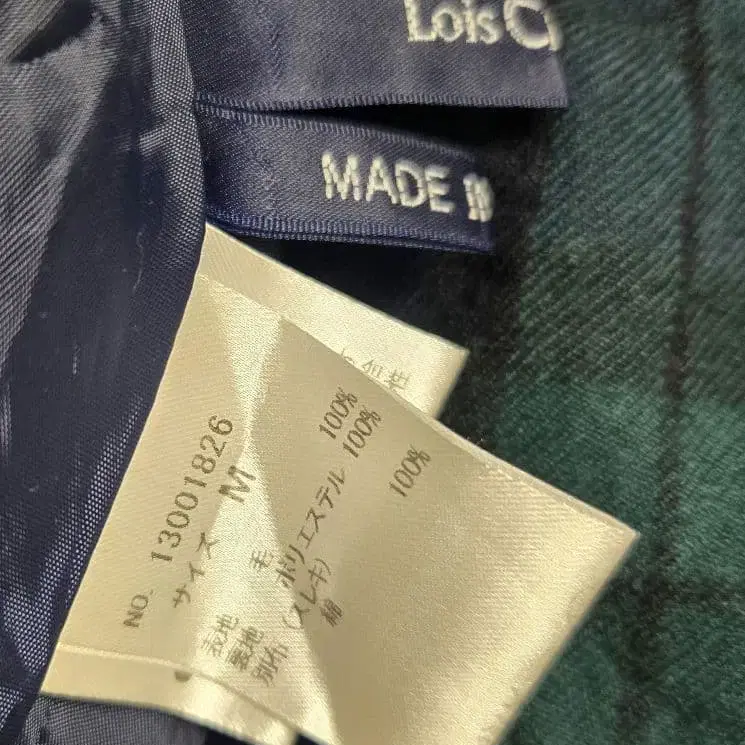 Lois C
MADE IN
NO. 13001826
サイズ M
表地 毛 100%
裏地 ポリエステル 100%
別布 (スレキ)
綿 100%